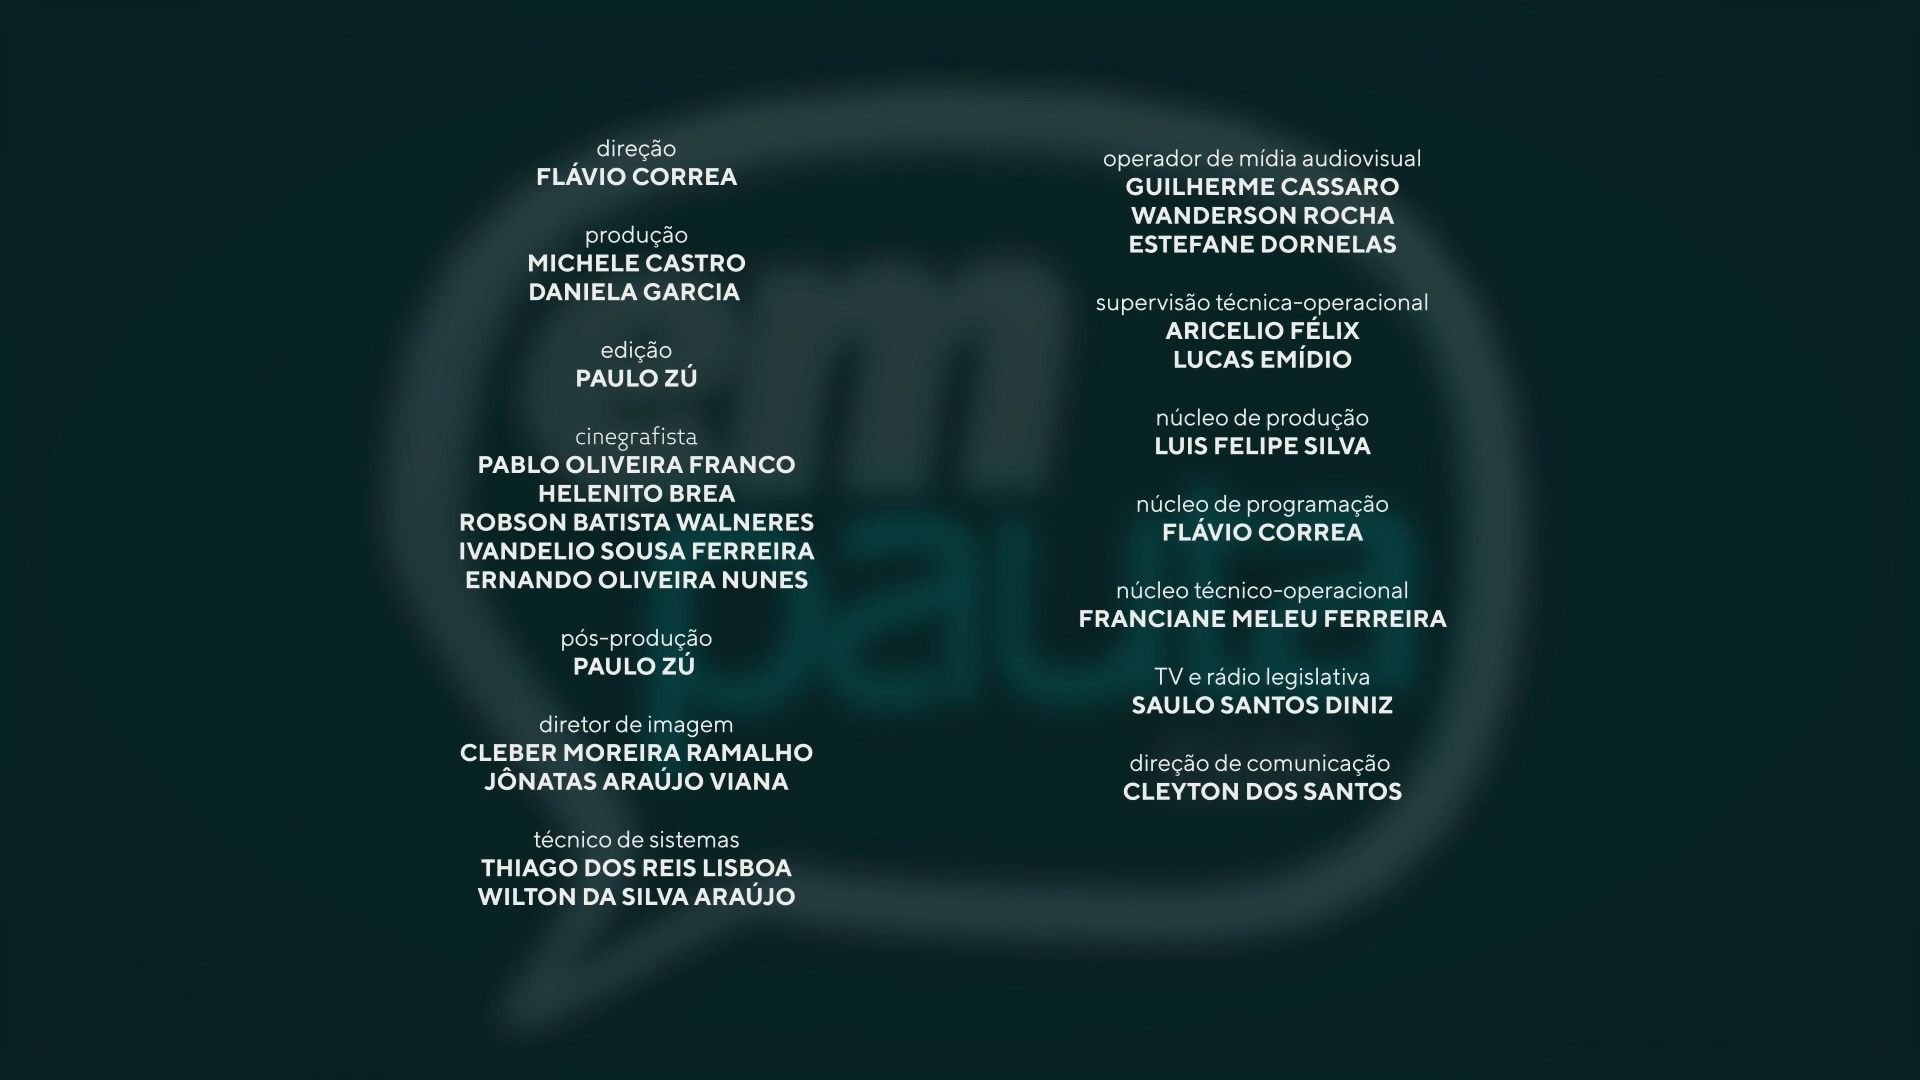 direção
FLÁVIO CORREA
produção
MICHELE CASTRO
DANIELA GARCIA
edição
PAULO ZÚ
cinegrafista
PABLO OLIVEIRA FRANCO
HELENITO BREA
ROBSON BATISTA WALNERES
IVANDELIO SOUSA FERREIRA
ERNANDO OLIVEIRA NUNES
pós-produção
PAULO ZÚ
diretor de imagem
CLEBER MOREIRA RAMALHO
JÔNATAS ARAÚJO VIANA
técnico de sistemas
THIAGO DOS REIS LISBOA
WILTON DA SILVA ARAÚJO
operador de mídia audiovisual
GUILHERME CASSARO
WANDERSON ROCHA
ESTEFANE DORNELAS
supervisão técnica-operacional
ARICELIO FÉLIX
LUCAS EMÍDIO
núcleo de produção
LUIS FELIPE SILVA
núcleo de programação
FLÁVIO CORREA
núcleo técnico-operacional
FRANCIANE MELEU FERREIRA
TV e rádio legislativa
SAULO SANTOS DINIZ
direção de comunicação
CLEYTON DOS SANTOS
em
pauta